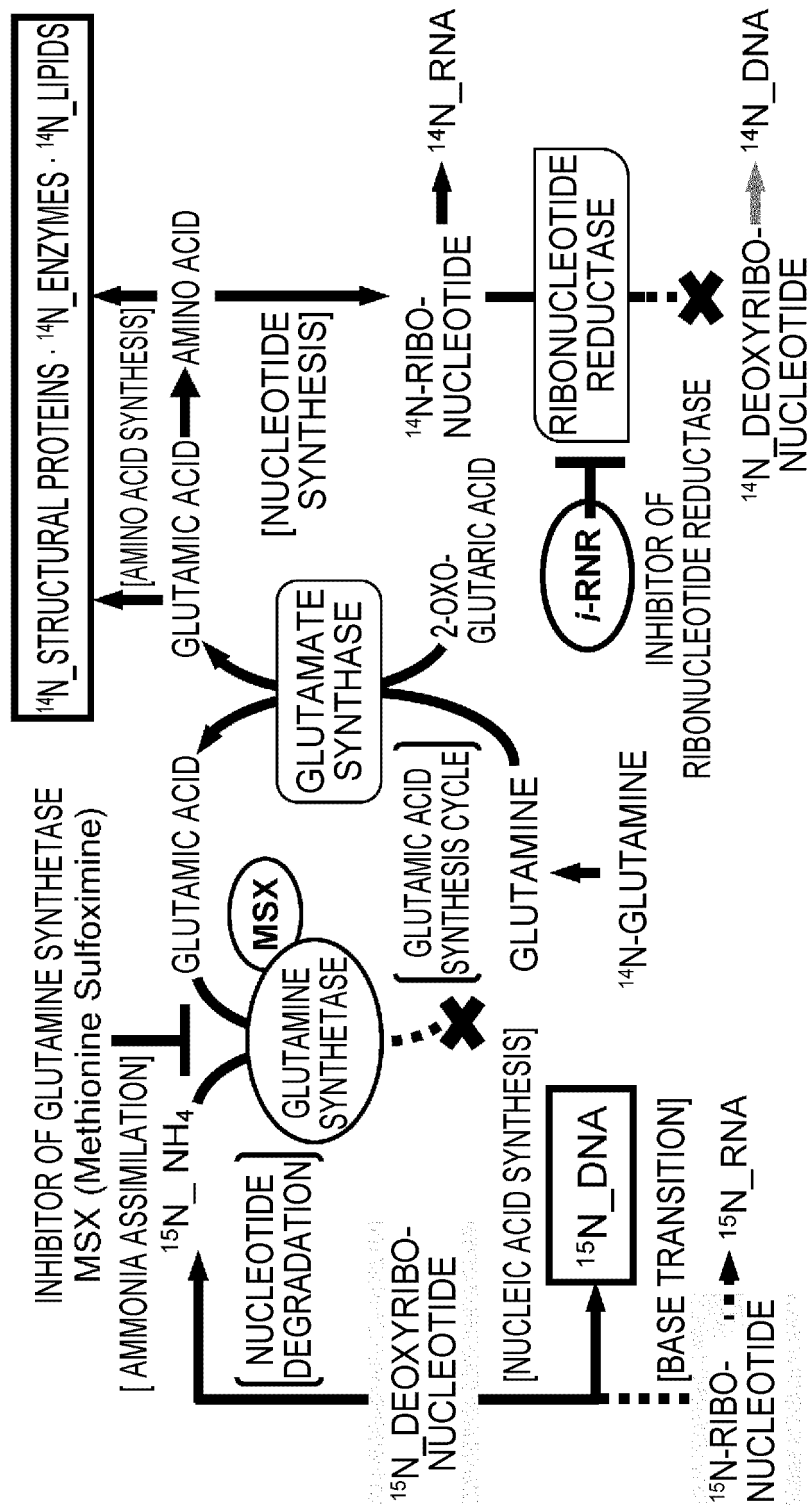 INHIBITOR OF GLUTAMINE SYNTHETASE
MSX (Methionine Sulfoximine)
[ AMMONIA ASSIMILATION]
¹⁵N_ NH₄
GLUTAMIC ACID
[NUCLEOTIDE
DEGRADATION]
GLUTAMINE
SYNTHETASE
MSX
¹⁵N_DEOXYRIBO-
NUCLEOTIDE
[NUCLEIC ACID SYNTHESIS]
¹⁵N_DNA
[BASE TRANSITION]
¹⁵N-RIBO-
NUCLEOTIDE
¹⁵N_RNA
[GLUTAMIC ACID
SYNTHESIS CYCLE]
GLUTAMINE
¹⁴N-GLUTAMINE
GLUTAMATE
SYNTHASE
2-OXO-
GLUTARIC ACID
¹⁴N_STRUCTURAL PROTEINS · ¹⁴N_ENZYMES · ¹⁴N_LIPIDS
[AMINO ACID SYNTHESIS]
GLUTAMIC ACID
AMINO ACID
[NUCLEOTIDE
SYNTHESIS]
¹⁴N-RIBO-
NUCLEOTIDE
¹⁴N_RNA
RIBONUCLEOTIDE
REDUCTASE
i-RNR
INHIBITOR OF
RIBONUCLEOTIDE REDUCTASE
¹⁴N_DEOXYRIBO-
NUCLEOTIDE
¹⁴N_DNA